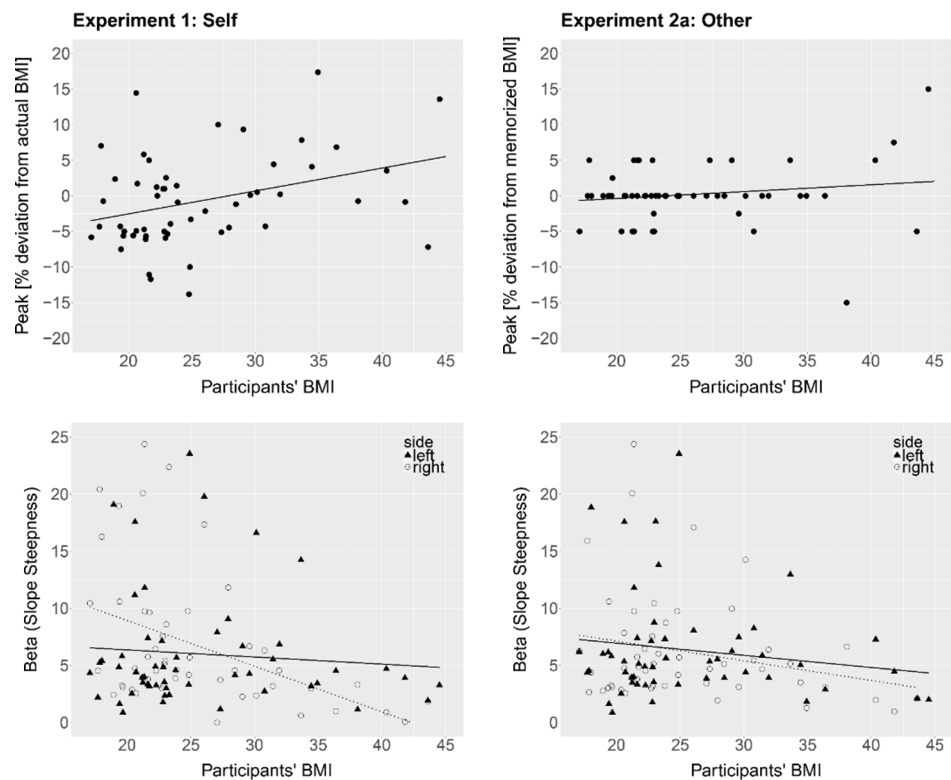 Experiment 1: Self
Experiment 2a: Other
Peak [% deviation from actual BMI]
20
15
10
5
0
−5
−10
−15
−20
20 25 30 35 40 45
Participants' BMI
Peak [% deviation from memorized BMI]
20
15
10
5
0
−5
−10
−15
−20
20 25 30 35 40 45
Participants' BMI
Beta (Slope Steepness)
25
20
15
10
5
0
side
left
right
20 25 30 35 40 45
Participants' BMI
Beta (Slope Steepness)
25
20
15
10
5
0
side
left
right
20 25 30 35 40 45
Participants' BMI